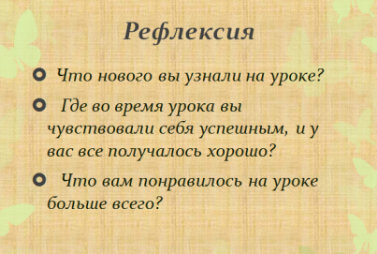 Рефлексия
Что нового вы узнали на уроке?
Где во время урока вы
чувствовали себя успешным, и у
вас все получалось хорошо?
Что вам понравилось на уроке
больше всего?